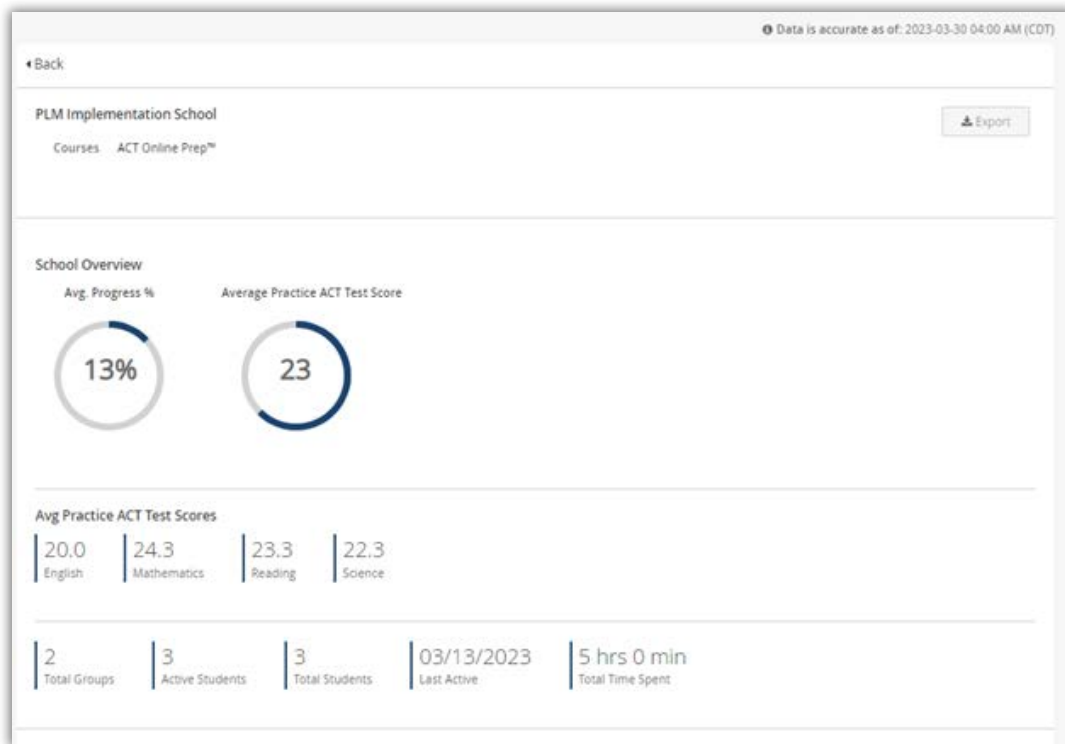 Data is accurate as of: 2023-03-30 04:00 AM (CDT)
Back
PLM Implementation School
Export
Courses ACT Online Prep™
School Overview
Avg. Progress % Average Practice ACT Test Score
13% 23
Avg Practice ACT Test Scores
20.0 24.3 23.3 22.3
English Mathematics Reading Science
2 3 3 03/13/2023 5 hrs 0 min
Total Groups Active Students Total Students Last Active Total Time Spent